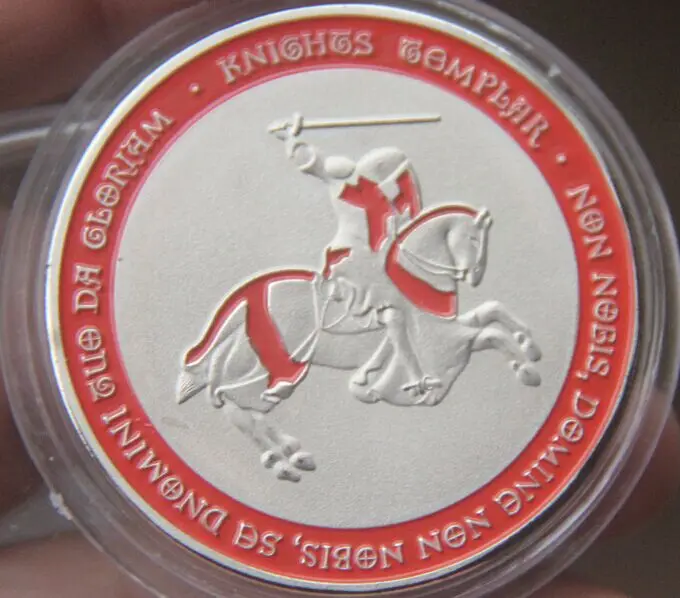 KNIGHTS TEMPLAR · NON NOBIS, DOMINE NON NOBIS, SE DNOMINI TUO DA GLORIAM ·